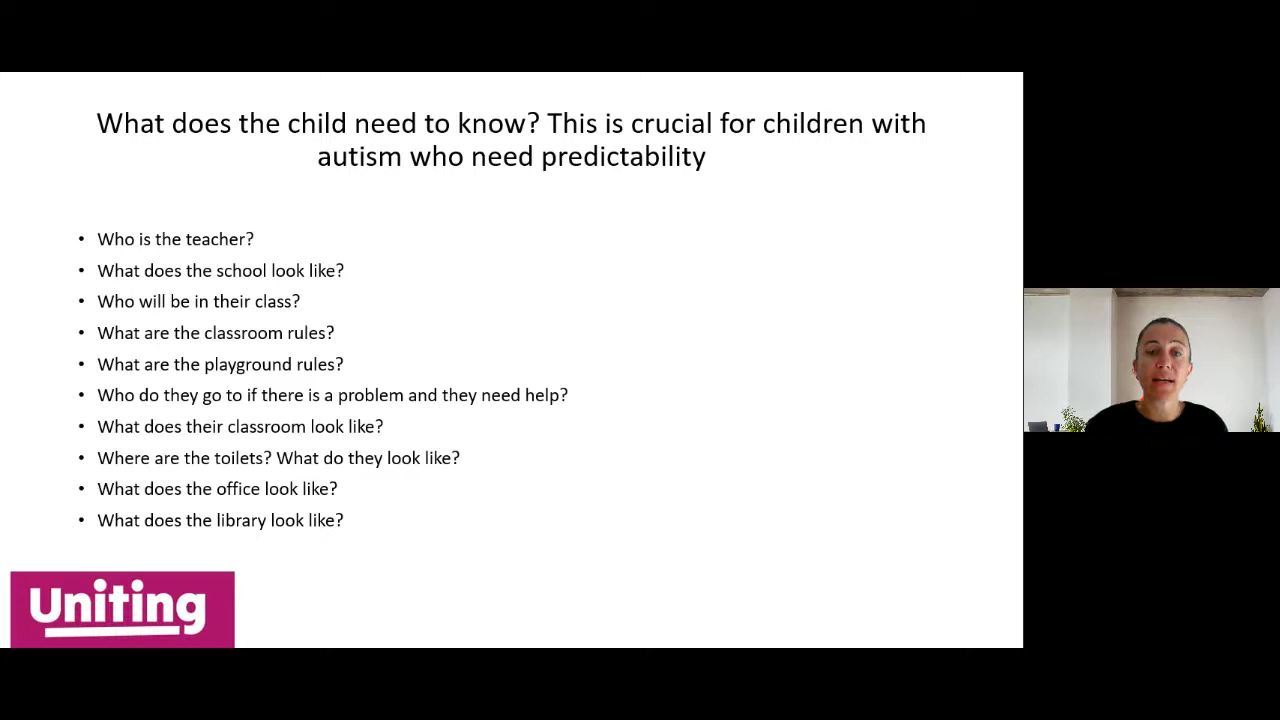 What does the child need to know? This is crucial for children with
autism who need predictability
• Who is the teacher?
• What does the school look like?
• Who will be in their class?
• What are the classroom rules?
• What are the playground rules?
• Who do they go to if there is a problem and they need help?
• What does their classroom look like?
• Where are the toilets? What do they look like?
• What does the office look like?
• What does the library look like?
Uniting